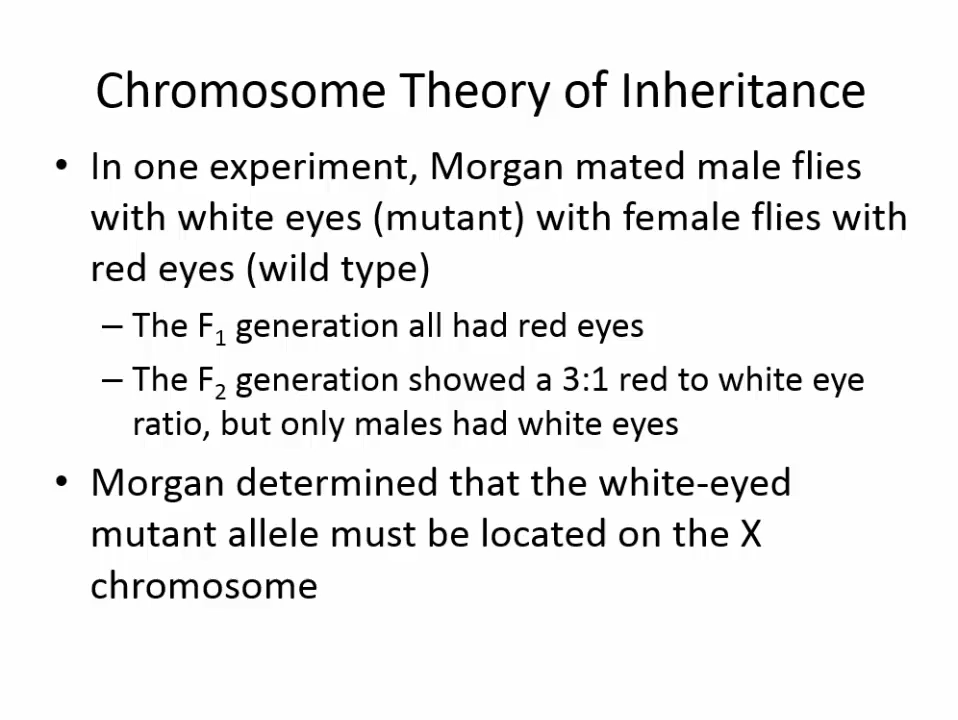 Chromosome Theory of Inheritance
• In one experiment, Morgan mated male flies
with white eyes (mutant) with female flies with
red eyes (wild type)
– The F₁ generation all had red eyes
– The F₂ generation showed a 3:1 red to white eye
ratio, but only males had white eyes
• Morgan determined that the white-eyed
mutant allele must be located on the X
chromosome